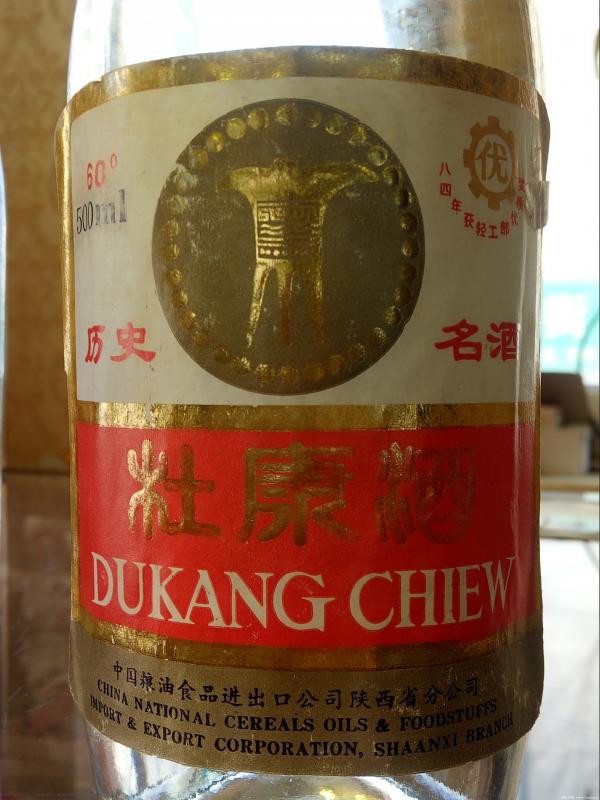 60°
500ml
优
八四年获轻工部优
历史
名酒
杜康酒
DUKANG CHIEW
中国粮油食品进出口公司陕西省分公司
CHINA NATIONAL CEREALS OILS & FOODSTUFFS
IMPORT & EXPORT CORPORATION, SHAANXI BRANCH